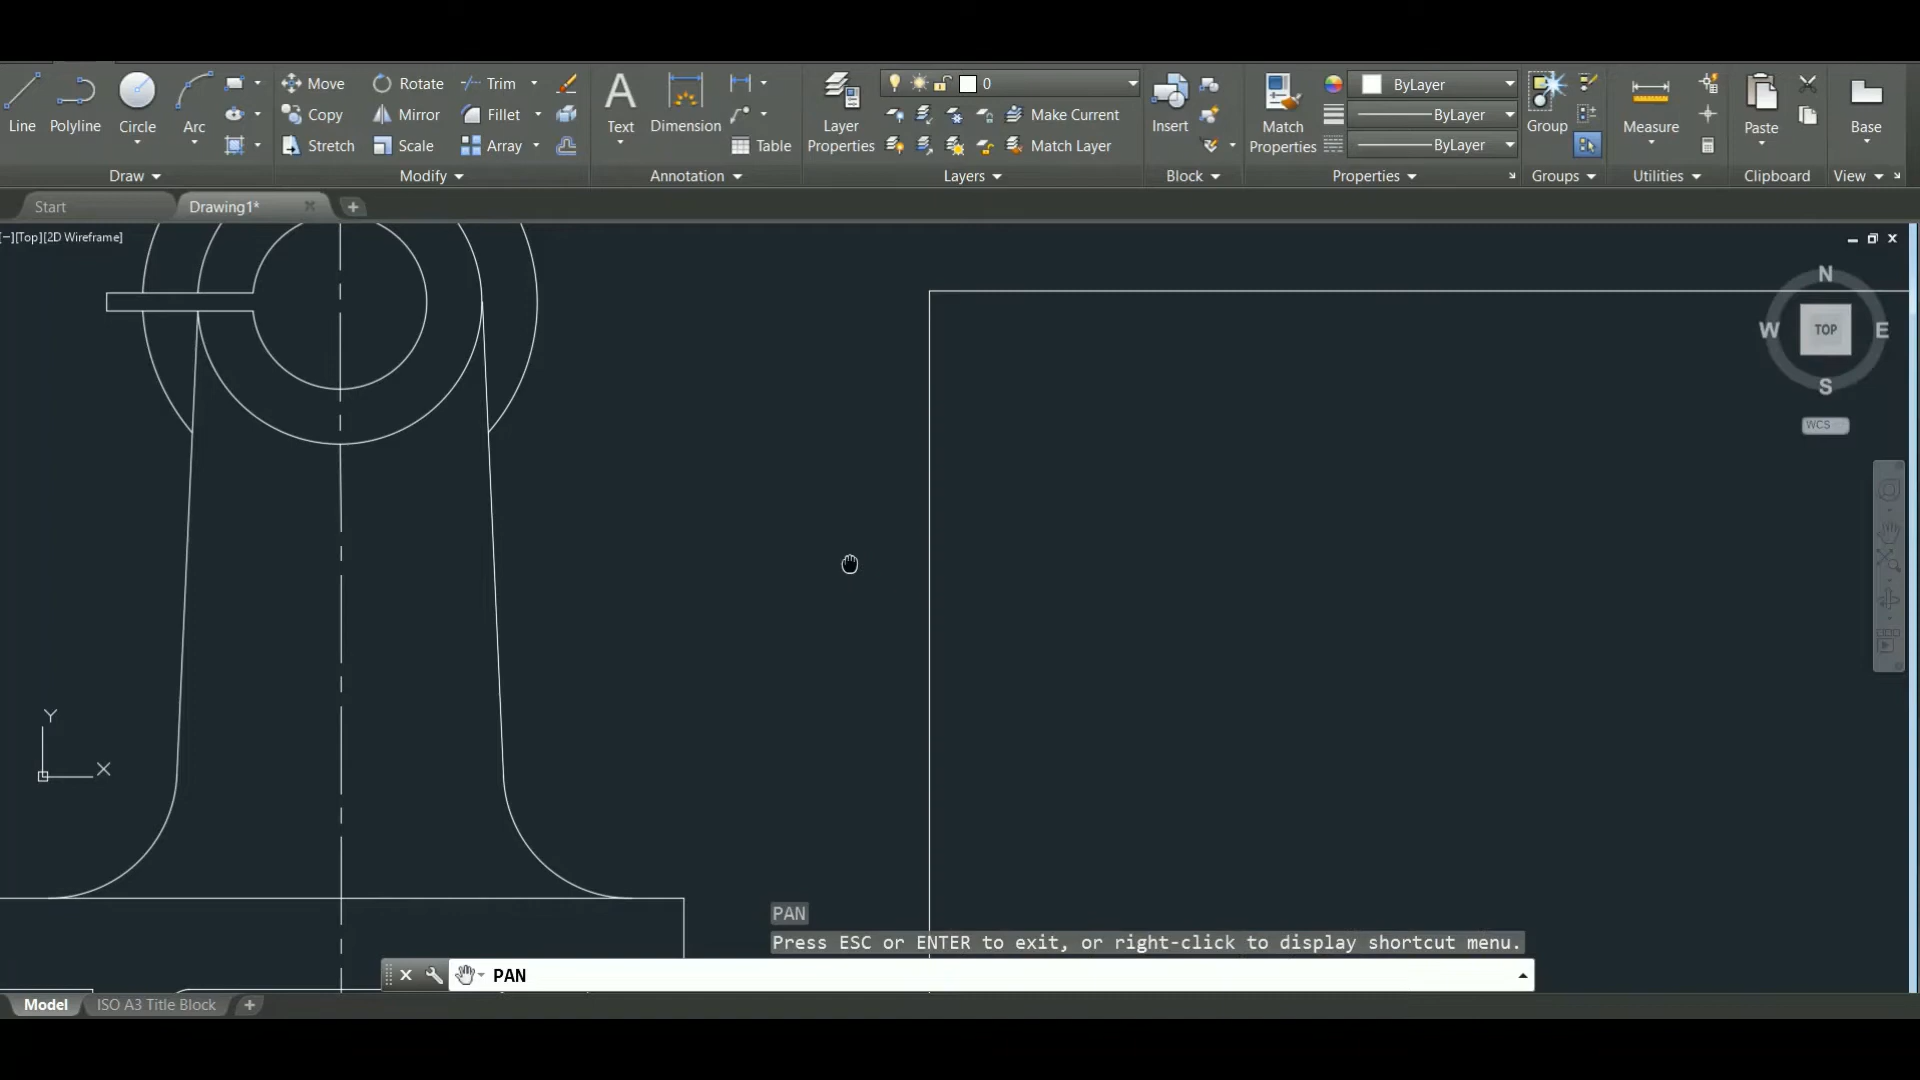 Line
Polyline
Circle
Arc
Draw
Move
Copy
Stretch
Rotate
Mirror
Scale
Trim
Fillet
Array
Modify
Text
Dimension
Table
Annotation
Layer
Properties
0
Make Current
Match Layer
Layers
Insert
Block
Match
Properties
ByLayer
ByLayer
ByLayer
Properties
Group
Groups
Measure
Utilities
Paste
Clipboard
Base
View
Start
Drawing1*
[−][Top][2D Wireframe]
N
W
TOP
E
S
WCS
Y
X
PAN
Press ESC or ENTER to exit, or right-click to display shortcut menu.
PAN
Model
ISO A3 Title Block